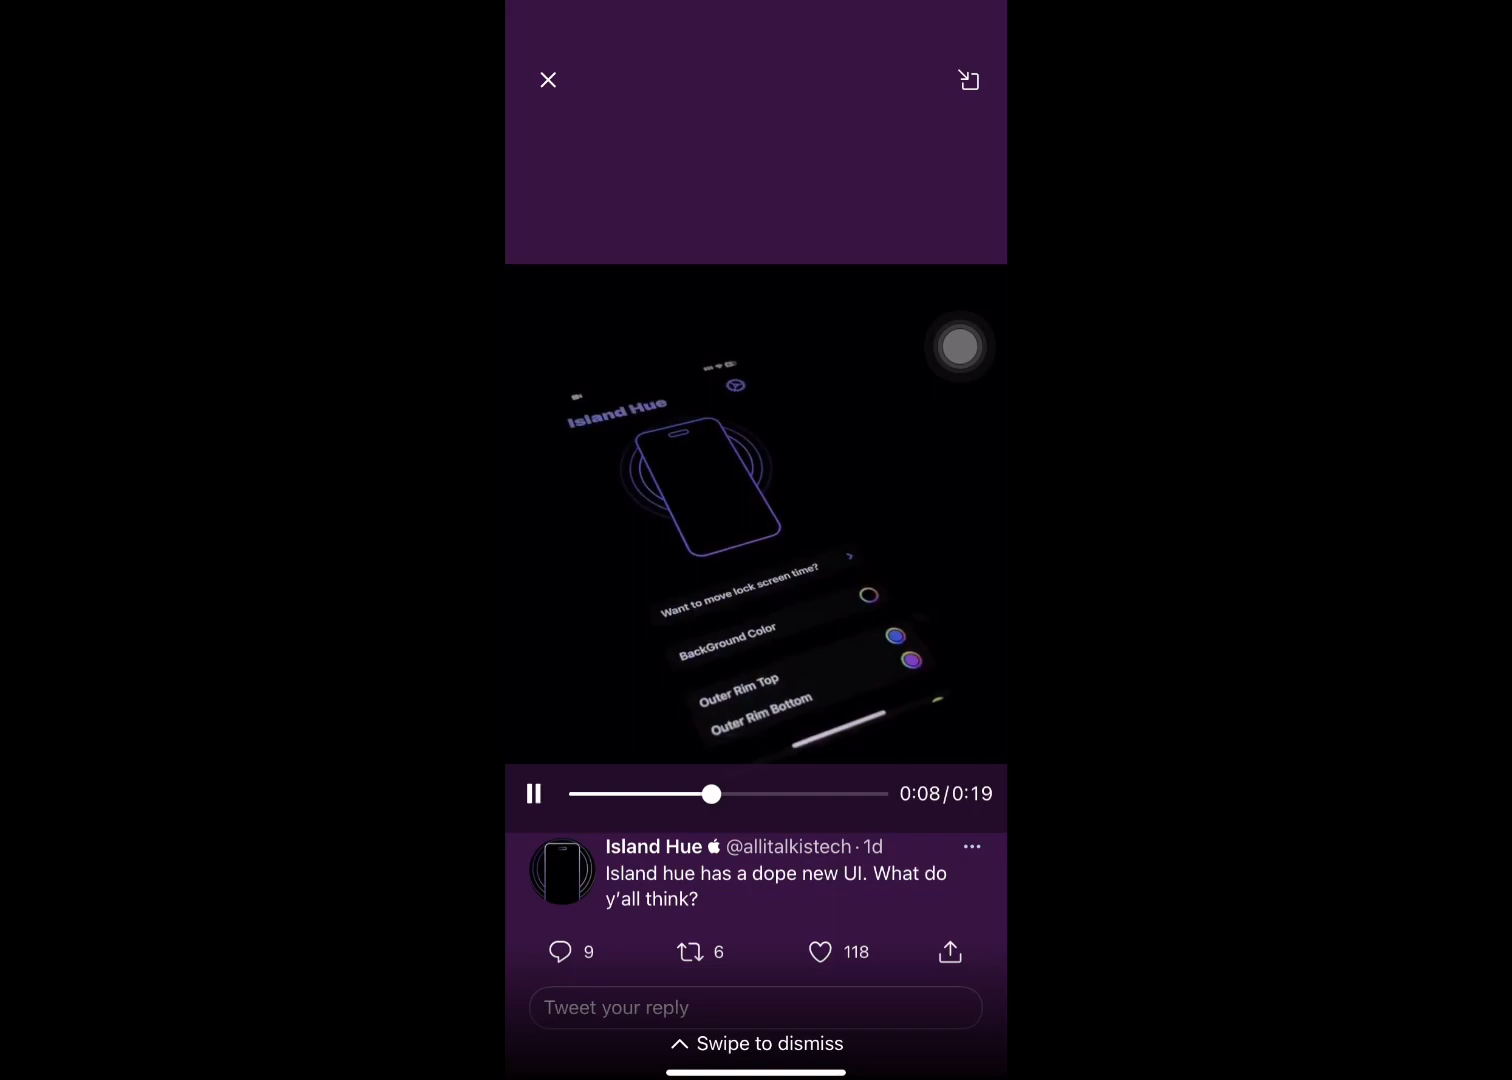 Island Hue
Want to move lock screen time?
BackGround Color
Outer Rim Top
Outer Rim Bottom
0:08/0:19
Island Hue @allitalkistech · 1d
Island hue has a dope new UI. What do
y'all think?
9 6 118
Tweet your reply
Swipe to dismiss